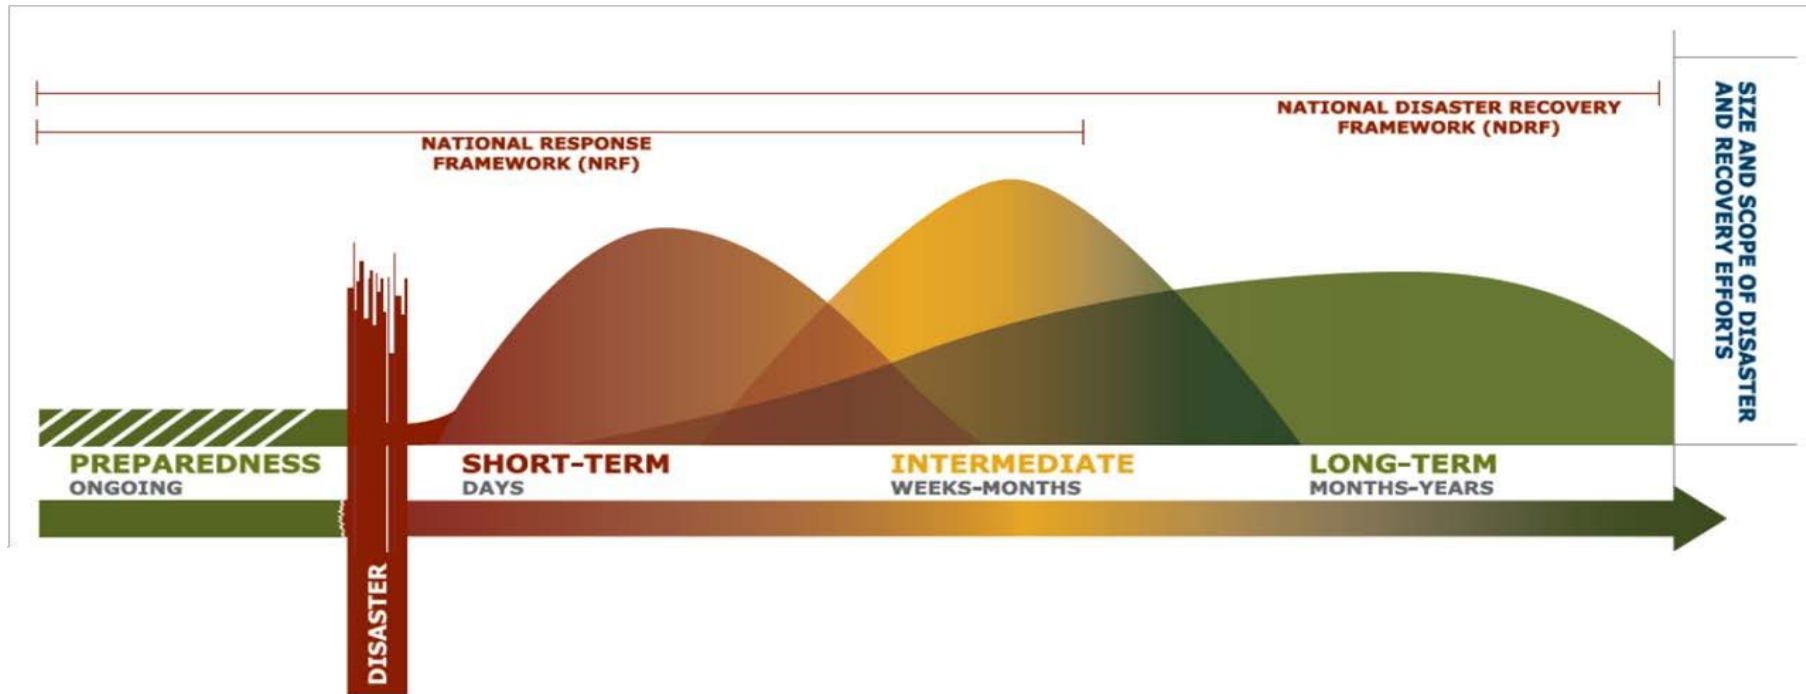 NATIONAL DISASTER RECOVERY
FRAMEWORK (NDRF)
NATIONAL RESPONSE
FRAMEWORK (NRF)
SIZE AND SCOPE OF DISASTER
AND RECOVERY EFFORTS
PREPAREDNESS
ONGOING
SHORT-TERM
DAYS
INTERMEDIATE
WEEKS-MONTHS
LONG-TERM
MONTHS-YEARS
DISASTER